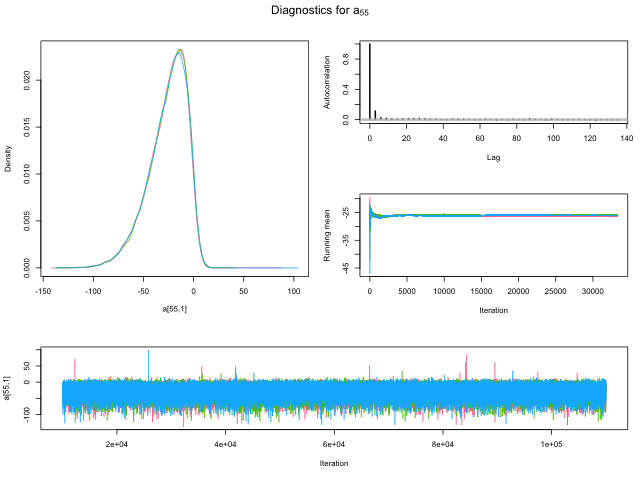 Diagnostics for a55
Density
0.000 0.005 0.010 0.015 0.020
-150 -100 -50 0 50 100
a[55,1]
Autocorrelation
0.0 0.4 0.8
0 20 40 60 80 100 120 140
Lag
Running mean
-45 -35 -25
0 5000 10000 15000 20000 25000 30000
Iteration
a[55,1]
-100 0 50
2e+04 4e+04 6e+04 8e+04 1e+05
Iteration